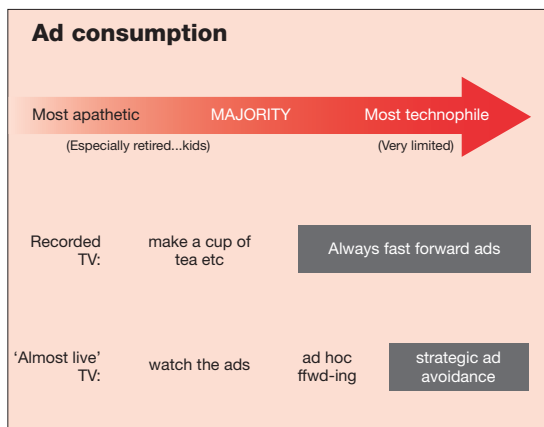 Ad consumption
Most apathetic MAJORITY Most technophile
(Especially retired...kids) (Very limited)
Recorded TV:
make a cup of
tea etc
Always fast forward ads
'Almost live'
TV:
watch the ads
ad hoc
ffwd-ing
strategic ad
avoidance